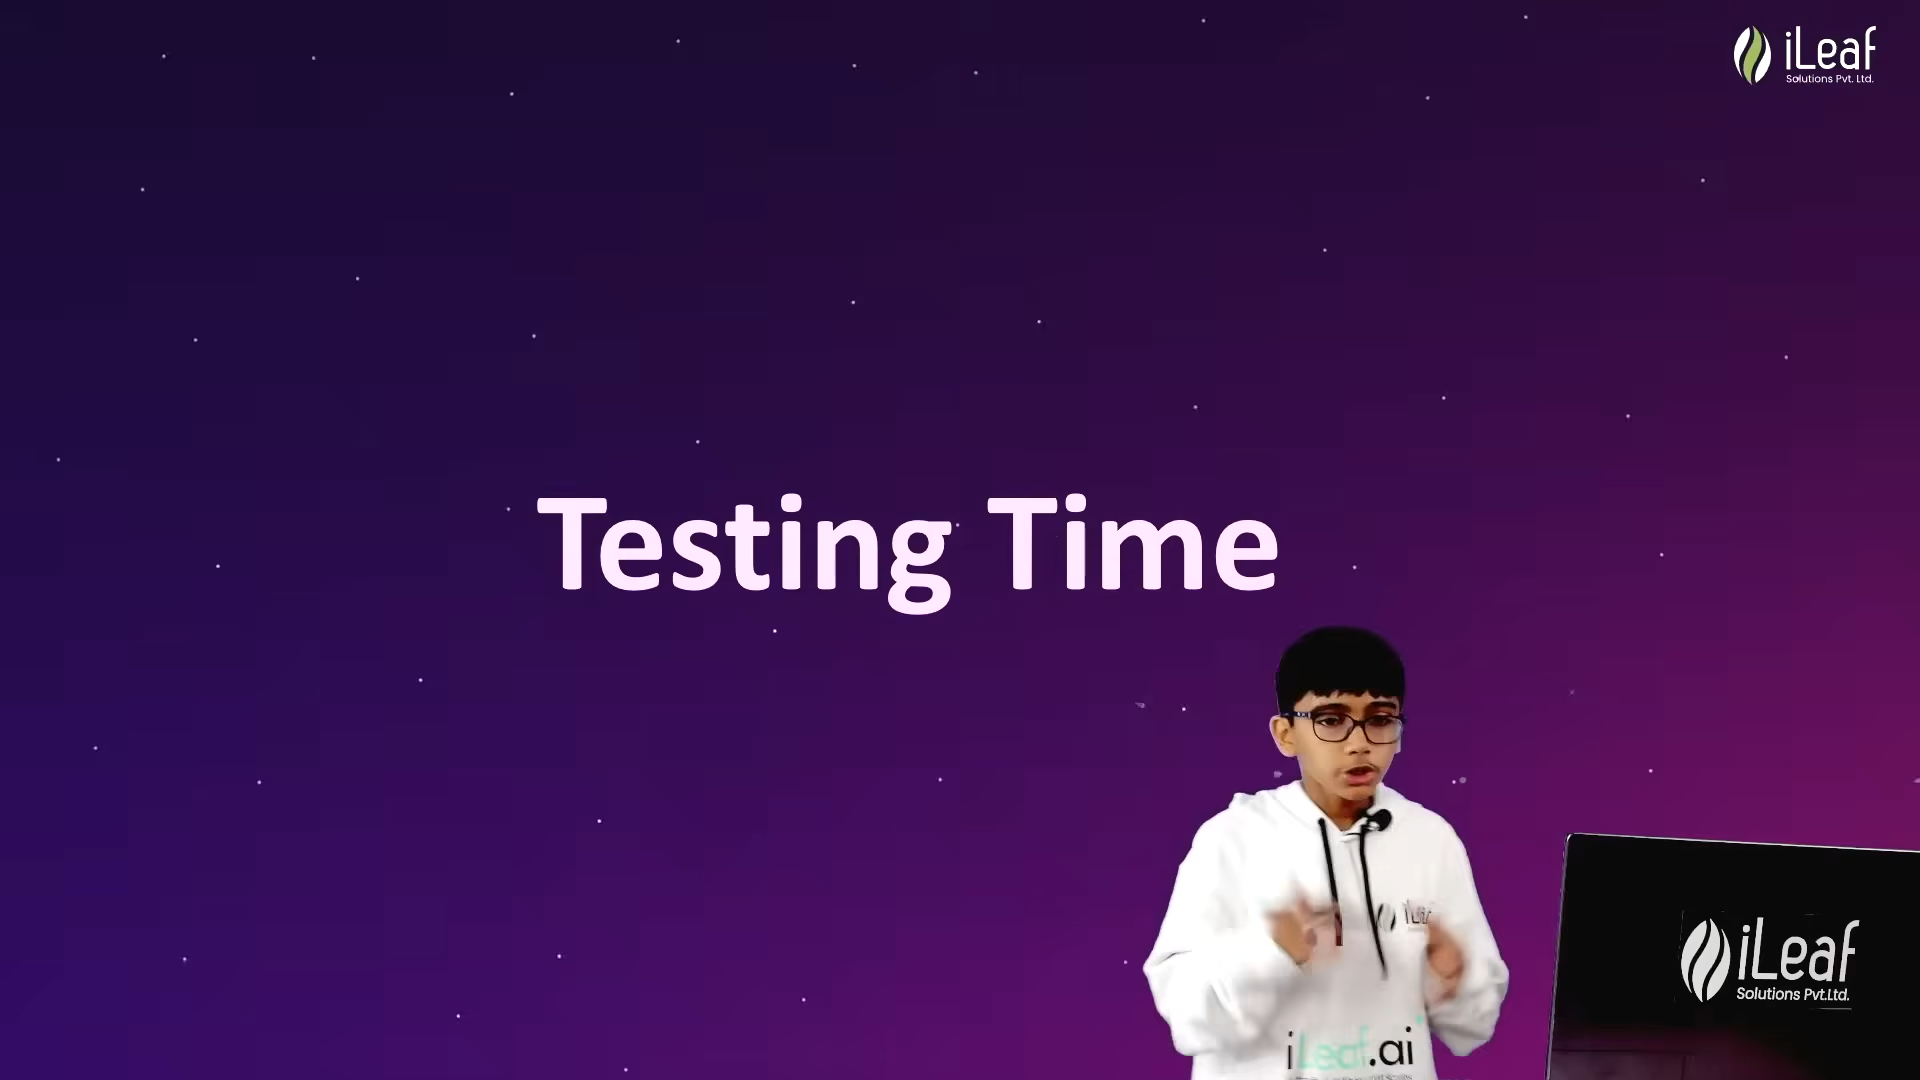 iLeaf
Solutions Pvt. Ltd.
Testing Time
iLeaf.ai
iLeaf
Solutions Pvt.Ltd.